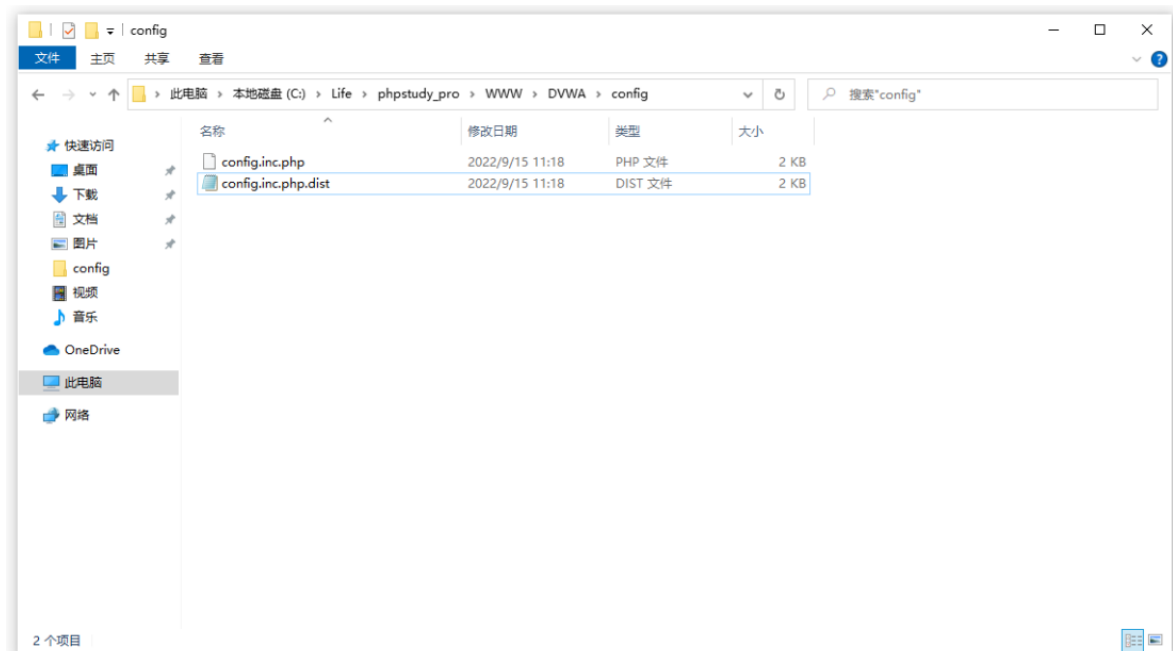 config
文件 主页 共享 查看
此电脑 › 本地磁盘 (C:) › Life › phpstudy_pro › WWW › DVWA › config 搜索"config"
名称 修改日期 类型 大小
快速访问
桌面
下载
文档
图片
config
视频
音乐
OneDrive
此电脑
网络
config.inc.php 2022/9/15 11:18 PHP 文件 2 KB
config.inc.php.dist 2022/9/15 11:18 DIST 文件 2 KB
2 个项目